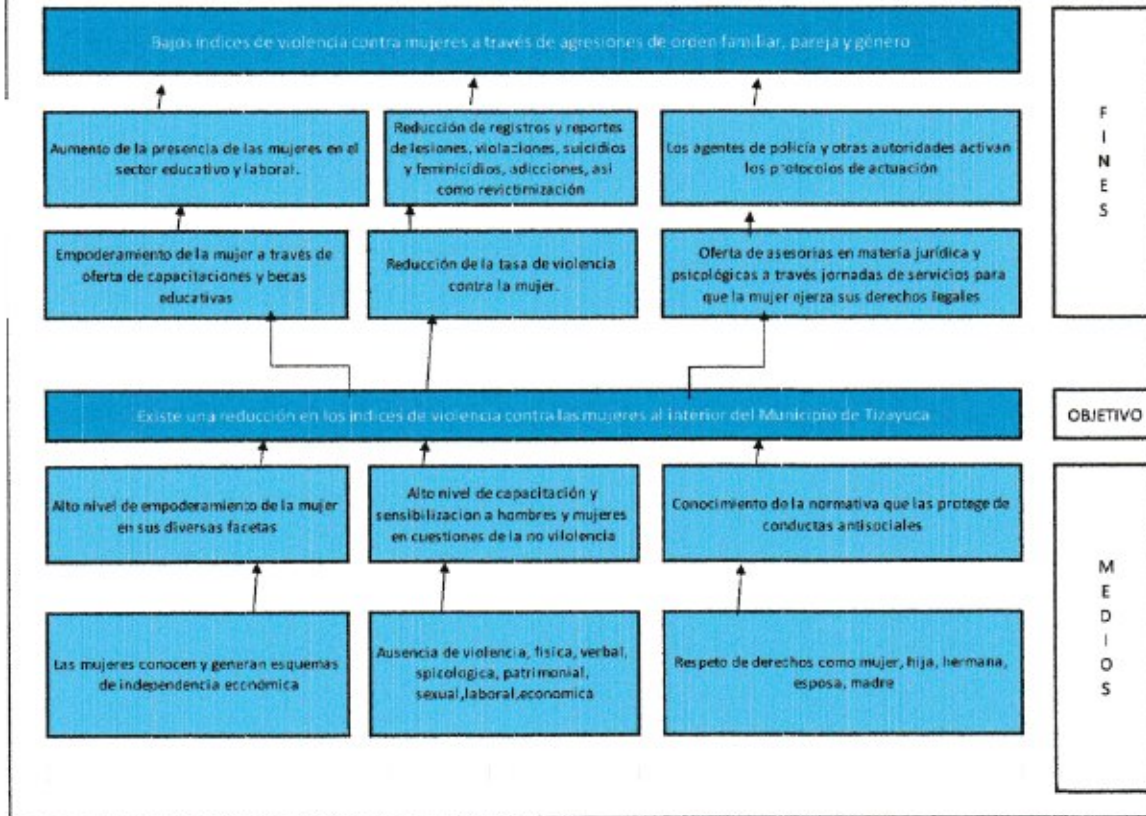 Bajos índices de violencia contra mujeres a través de agresiones de orden familiar, pareja y género
Aumento de la presencia de las mujeres en el
sector educativo y laboral.
Reducción de registros y reportes
de lesiones, violaciones, suicidios
y feminicidios, adicciones, asi
como revictimización
Los agentes de policía y otras autoridades activan
los protocolos de actuación
Empoderamiento de la mujer a través de
oferta de capacitaciones y becas
educativas
Reducción de la tasa de violencia
contra la mujer.
Oferta de asesorias en materia jurídica y
psicológicas a través jornadas de servicios para
que la mujer ejerza sus derechos legales
FINES
Existe una reducción en los índices de violencia contra las mujeres al interior del Municipio de Tizayuca
OBJETIVO
Alto nivel de empoderamiento de la mujer
en sus diversas facetas
Alto nivel de capacitación y
sensibilizacion a hombres y mujeres
en cuestiones de la no vilolencia
Conocimiento de la normativa que las protege de
conductas antisociales
Las mujeres conocen y generan esquemas
de independencia económica
Ausencia de violencia, fisica, verbal,
spicologica, patrimonial,
sexual,laboral,economica
Respeto de derechos como mujer, hija, hermana,
esposa, madre
MEDIOS